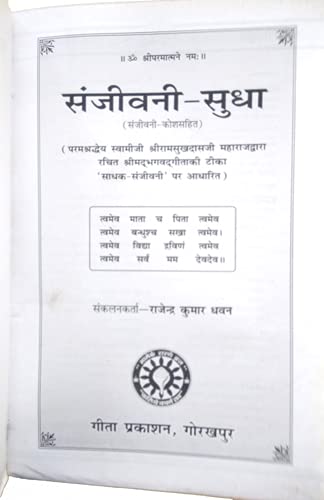 ॥ ॐ श्रीपरमात्मने नमः ॥
संजीवनी-सुधा
(संजीवनी-कोशसहित)
( परमश्रद्धेय स्वामीजी श्रीरामसुखदासजी महाराजद्वारा
रचित श्रीमद्भगवद्गीताकी टीका
'साधक-संजीवनी' पर आधारित )
त्वमेव माता च पिता त्वमेव
त्वमेव बन्धुश्च सखा त्वमेव।
त्वमेव विद्या द्रविणं त्वमेव
त्वमेव सर्वं मम देवदेव॥
संकलनकर्ता—राजेन्द्र कुमार धवन
गीता प्रकाशन, गोरखपुर